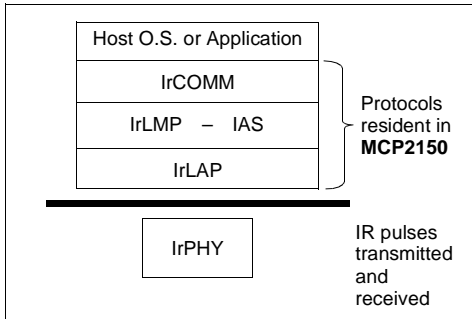 Host O.S. or Application
IrCOMM
IrLMP – IAS
IrLAP
Protocols
resident in
MCP2150
IrPHY
IR pulses
transmitted
and
received